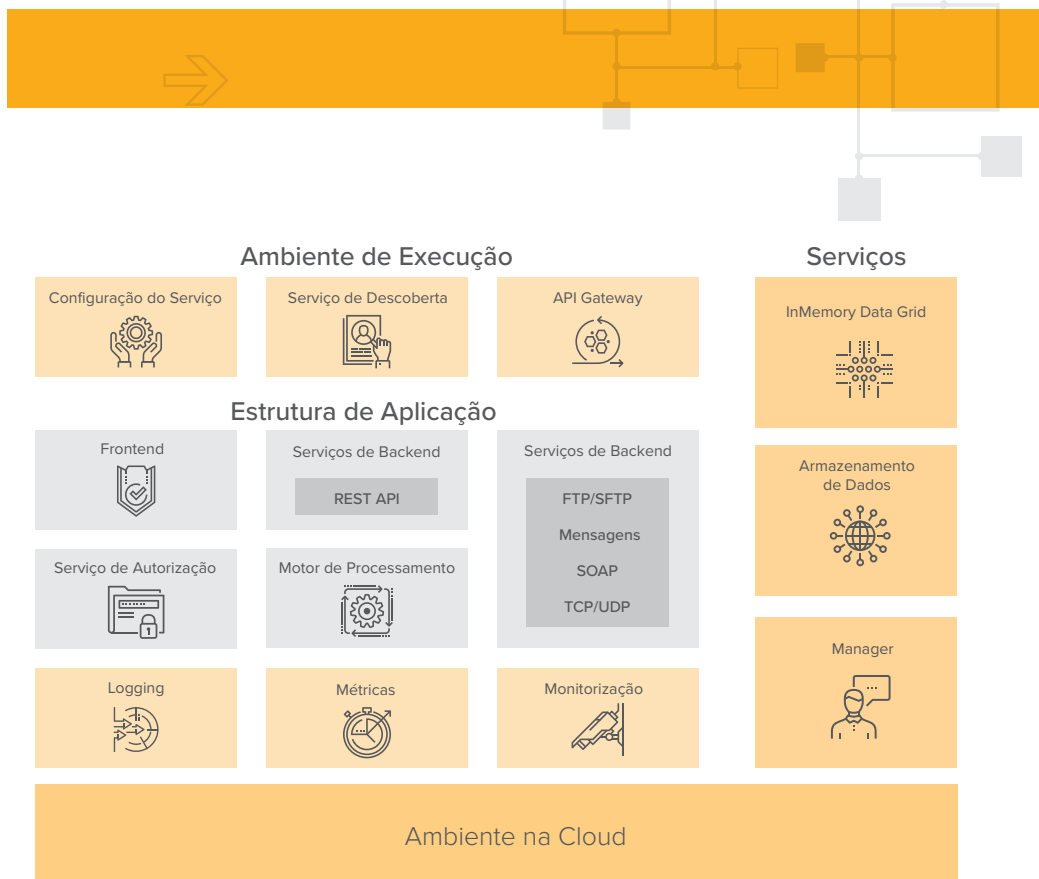 Ambiente de Execução
Configuração do Serviço
Serviço de Descoberta
API Gateway
Estrutura de Aplicação
Frontend
Serviços de Backend
REST API
Serviços de Backend
FTP/SFTP
Mensagens
SOAP
TCP/UDP
Serviço de Autorização
Motor de Processamento
Logging
Métricas
Monitorização
Serviços
InMemory Data Grid
Armazenamento
de Dados
Manager
Ambiente na Cloud